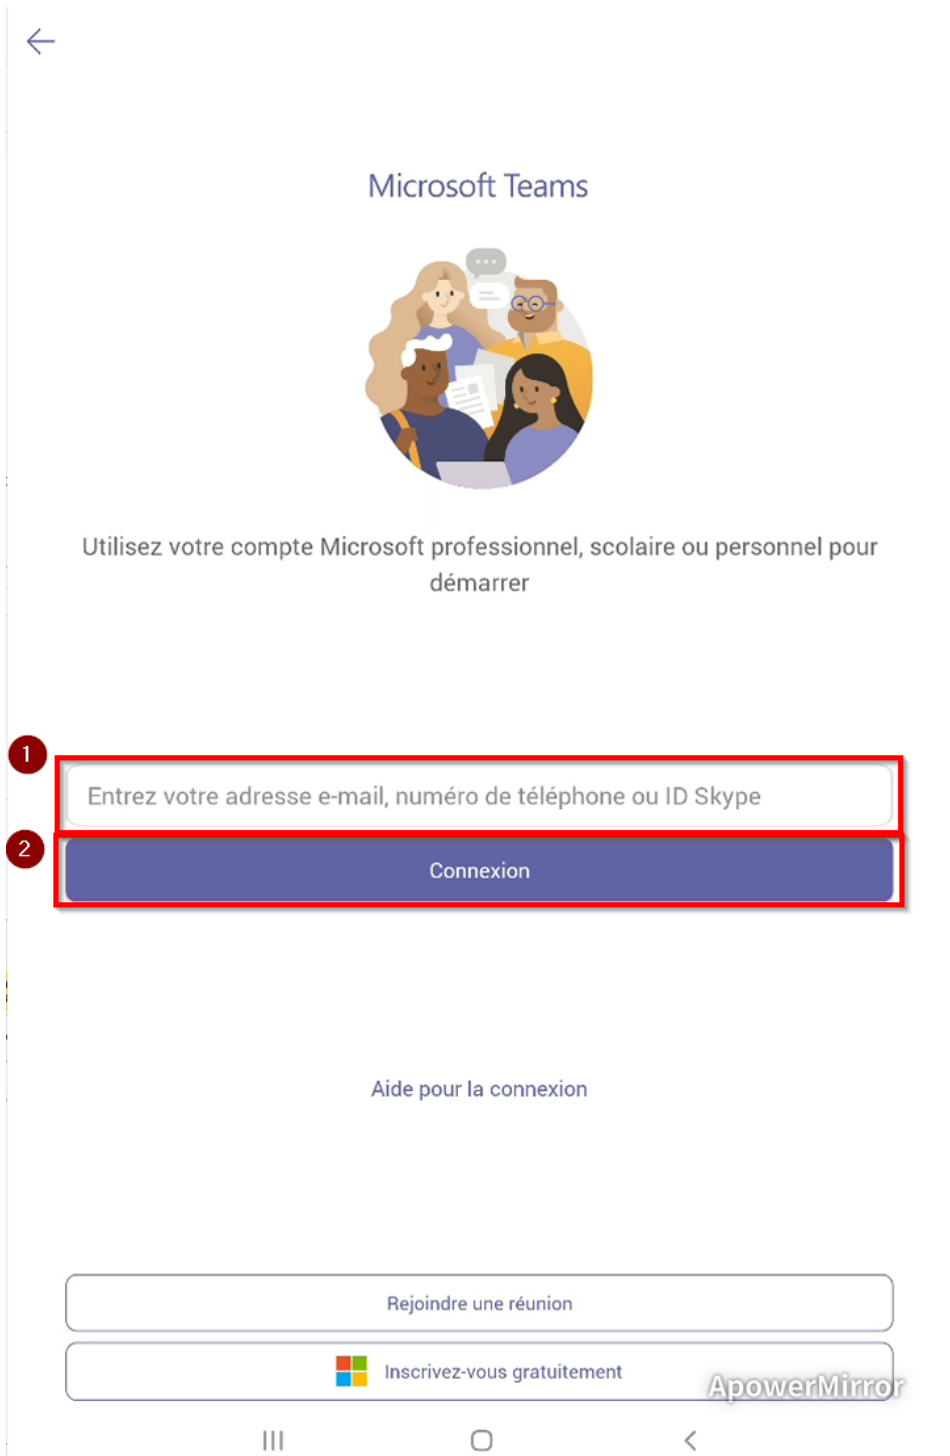 Microsoft Teams
Utilisez votre compte Microsoft professionnel, scolaire ou personnel pour
démarrer
1
Entrez votre adresse e-mail, numéro de téléphone ou ID Skype
2
Connexion
Aide pour la connexion
Rejoindre une réunion
Inscrivez-vous gratuitement
ApowerMirror